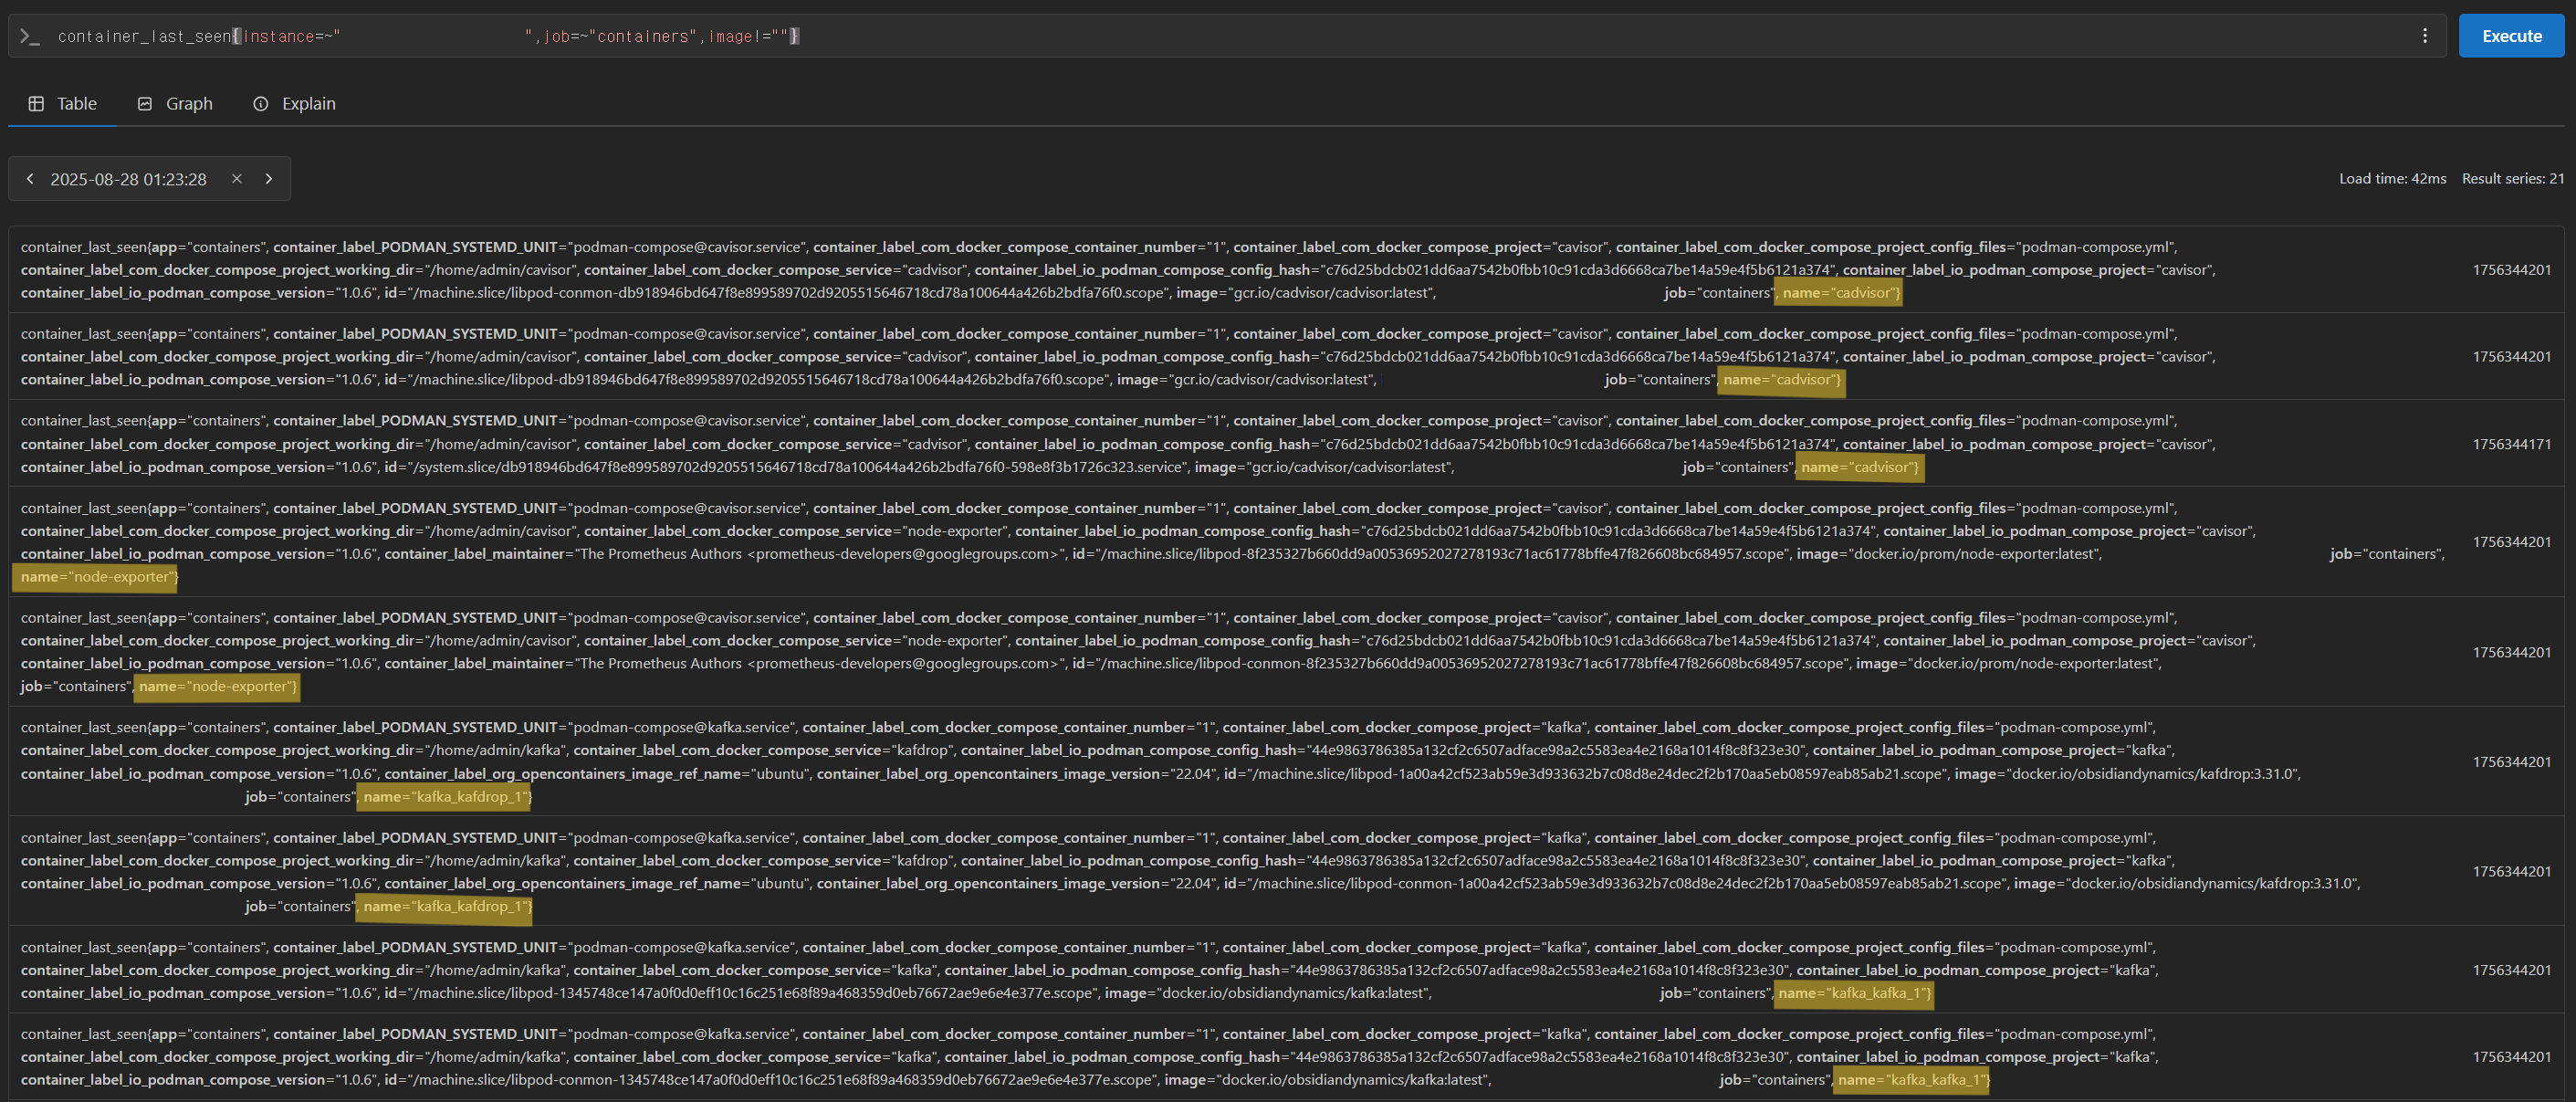 container_last_seen{instance=~"                    ",job=~"containers",image!=""}
Execute
Table
Graph
Explain
2025-08-28 01:23:28
Load time: 42ms Result series: 21
container_last_seen{app="containers", container_label_PODMAN_SYSTEMD_UNIT="podman-compose@cavisor.service", container_label_com_docker_compose_container_number="1", container_label_com_docker_compose_project="cavisor", container_label_com_docker_compose_project_config_files="podman-compose.yml",
container_label_com_docker_compose_project_working_dir="/home/admin/cavisor", container_label_com_docker_compose_service="cadvisor", container_label_io_podman_compose_config_hash="c76d25bdcb021dd6aa7542b0fbb10c91cda3d6668ca7be14a59e4f5b6121a374", container_label_io_podman_compose_project="cavisor",
1756344201
container_label_io_podman_compose_version="1.0.6", id="/machine.slice/libpod-conmon-db918946bd647f8e899589702d9205515646718cd78a100644a426b2bdfa76f0.scope", image="gcr.io/cadvisor/cadvisor:latest", job="containers", name="cadvisor"}
container_last_seen{app="containers", container_label_PODMAN_SYSTEMD_UNIT="podman-compose@cavisor.service", container_label_com_docker_compose_container_number="1", container_label_com_docker_compose_project="cavisor", container_label_com_docker_compose_project_config_files="podman-compose.yml",
container_label_com_docker_compose_project_working_dir="/home/admin/cavisor", container_label_com_docker_compose_service="cadvisor", container_label_io_podman_compose_config_hash="c76d25bdcb021dd6aa7542b0fbb10c91cda3d6668ca7be14a59e4f5b6121a374", container_label_io_podman_compose_project="cavisor",
1756344201
container_label_io_podman_compose_version="1.0.6", id="/machine.slice/libpod-db918946bd647f8e899589702d9205515646718cd78a100644a426b2bdfa76f0.scope", image="gcr.io/cadvisor/cadvisor:latest", job="containers", name="cadvisor"}
container_last_seen{app="containers", container_label_PODMAN_SYSTEMD_UNIT="podman-compose@cavisor.service", container_label_com_docker_compose_container_number="1", container_label_com_docker_compose_project="cavisor", container_label_com_docker_compose_project_config_files="podman-compose.yml",
container_label_com_docker_compose_project_working_dir="/home/admin/cavisor", container_label_com_docker_compose_service="cadvisor", container_label_io_podman_compose_config_hash="c76d25bdcb021dd6aa7542b0fbb10c91cda3d6668ca7be14a59e4f5b6121a374", container_label_io_podman_compose_project="cavisor",
1756344171
container_label_io_podman_compose_version="1.0.6", id="/system.slice/db918946bd647f8e899589702d9205515646718cd78a100644a426b2bdfa76f0-598e8f3b1726c323.service", image="gcr.io/cadvisor/cadvisor:latest", job="containers", name="cadvisor"}
container_last_seen{app="containers", container_label_PODMAN_SYSTEMD_UNIT="podman-compose@cavisor.service", container_label_com_docker_compose_container_number="1", container_label_com_docker_compose_project="cavisor", container_label_com_docker_compose_project_config_files="podman-compose.yml",
container_label_com_docker_compose_project_working_dir="/home/admin/cavisor", container_label_com_docker_compose_service="node-exporter", container_label_io_podman_compose_config_hash="c76d25bdcb021dd6aa7542b0fbb10c91cda3d6668ca7be14a59e4f5b6121a374", container_label_io_podman_compose_project="cavisor",
1756344201
container_label_io_podman_compose_version="1.0.6", container_label_maintainer="The Prometheus Authors <prometheus-developers@googlegroups.com>", id="/machine.slice/libpod-8f235327b660dd9a00536952027278193c71ac61778bffe47f826608bc684957.scope", image="docker.io/prom/node-exporter:latest", job="containers",
name="node-exporter"}
container_last_seen{app="containers", container_label_PODMAN_SYSTEMD_UNIT="podman-compose@cavisor.service", container_label_com_docker_compose_container_number="1", container_label_com_docker_compose_project="cavisor", container_label_com_docker_compose_project_config_files="podman-compose.yml",
container_label_com_docker_compose_project_working_dir="/home/admin/cavisor", container_label_com_docker_compose_service="node-exporter", container_label_io_podman_compose_config_hash="c76d25bdcb021dd6aa7542b0fbb10c91cda3d6668ca7be14a59e4f5b6121a374", container_label_io_podman_compose_project="cavisor",
1756344201
container_label_io_podman_compose_version="1.0.6", container_label_maintainer="The Prometheus Authors <prometheus-developers@googlegroups.com>", id="/machine.slice/libpod-conmon-8f235327b660dd9a00536952027278193c71ac61778bffe47f826608bc684957.scope", image="docker.io/prom/node-exporter:latest",
job="containers", name="node-exporter"}
container_last_seen{app="containers", container_label_PODMAN_SYSTEMD_UNIT="podman-compose@kafka.service", container_label_com_docker_compose_container_number="1", container_label_com_docker_compose_project="kafka", container_label_com_docker_compose_project_config_files="podman-compose.yml",
container_label_com_docker_compose_project_working_dir="/home/admin/kafka", container_label_com_docker_compose_service="kafdrop", container_label_io_podman_compose_config_hash="44e9863786385a132cf2c6507adface98a2c5583ea4e2168a1014f8c8f323e30", container_label_io_podman_compose_project="kafka",
1756344201
container_label_io_podman_compose_version="1.0.6", container_label_org_opencontainers_image_ref_name="ubuntu", container_label_org_opencontainers_image_version="22.04", id="/machine.slice/libpod-1a00a42cf523ab59e3d933632b7c08d8e24dec2f2b170aa5eb08597eab85ab21.scope", image="docker.io/obsidiandynamics/kafdrop:3.31.0",
job="containers", name="kafka_kafdrop_1"}
container_last_seen{app="containers", container_label_PODMAN_SYSTEMD_UNIT="podman-compose@kafka.service", container_label_com_docker_compose_container_number="1", container_label_com_docker_compose_project="kafka", container_label_com_docker_compose_project_config_files="podman-compose.yml",
container_label_com_docker_compose_project_working_dir="/home/admin/kafka", container_label_com_docker_compose_service="kafdrop", container_label_io_podman_compose_config_hash="44e9863786385a132cf2c6507adface98a2c5583ea4e2168a1014f8c8f323e30", container_label_io_podman_compose_project="kafka",
1756344201
container_label_io_podman_compose_version="1.0.6", container_label_org_opencontainers_image_ref_name="ubuntu", container_label_org_opencontainers_image_version="22.04", id="/machine.slice/libpod-conmon-1a00a42cf523ab59e3d933632b7c08d8e24dec2f2b170aa5eb08597eab85ab21.scope", image="docker.io/obsidiandynamics/kafdrop:3.31.0",
job="containers", name="kafka_kafdrop_1"}
container_last_seen{app="containers", container_label_PODMAN_SYSTEMD_UNIT="podman-compose@kafka.service", container_label_com_docker_compose_container_number="1", container_label_com_docker_compose_project="kafka", container_label_com_docker_compose_project_config_files="podman-compose.yml",
container_label_com_docker_compose_project_working_dir="/home/admin/kafka", container_label_com_docker_compose_service="kafka", container_label_io_podman_compose_config_hash="44e9863786385a132cf2c6507adface98a2c5583ea4e2168a1014f8c8f323e30", container_label_io_podman_compose_project="kafka",
1756344201
container_label_io_podman_compose_version="1.0.6", id="/machine.slice/libpod-1345748ce147a0f0d0eff10c16c251e68f89a468359d0eb76672ae9e6e4e377e.scope", image="docker.io/obsidiandynamics/kafka:latest", job="containers", name="kafka_kafka_1"}
container_last_seen{app="containers", container_label_PODMAN_SYSTEMD_UNIT="podman-compose@kafka.service", container_label_com_docker_compose_container_number="1", container_label_com_docker_compose_project="kafka", container_label_com_docker_compose_project_config_files="podman-compose.yml",
container_label_com_docker_compose_project_working_dir="/home/admin/kafka", container_label_com_docker_compose_service="kafka", container_label_io_podman_compose_config_hash="44e9863786385a132cf2c6507adface98a2c5583ea4e2168a1014f8c8f323e30", container_label_io_podman_compose_project="kafka",
1756344201
container_label_io_podman_compose_version="1.0.6", id="/machine.slice/libpod-conmon-1345748ce147a0f0d0eff10c16c251e68f89a468359d0eb76672ae9e6e4e377e.scope", image="docker.io/obsidiandynamics/kafka:latest", job="containers", name="kafka_kafka_1"}